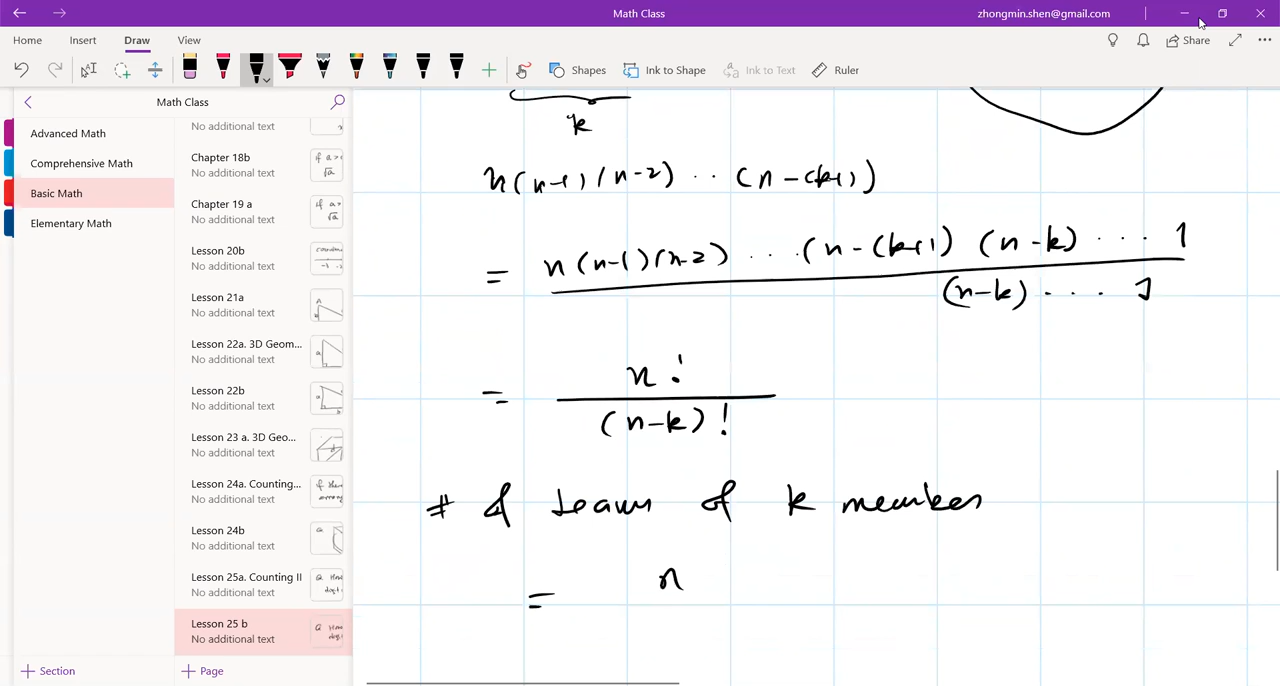 Math Class
zhongmin.shen@gmail.com
Home Insert Draw View
Share
Shapes Ink to Shape Ink to Text Ruler
Math Class
Advanced Math
Comprehensive Math
Basic Math
Elementary Math
No additional text
Chapter 18b
No additional text
Chapter 19 a
No additional text
Lesson 20b
No additional text
Lesson 21a
No additional text
Lesson 22a. 3D Geom...
No additional text
Lesson 22b
No additional text
Lesson 23 a. 3D Geo...
No additional text
Lesson 24a. Counting...
No additional text
Lesson 24b
No additional text
Lesson 25a. Counting II
No additional text
Lesson 25 b
No additional text
Section
Page
k
n(n-1)(n-2) . . (n-(k+1)
= n(n-1)(n-2) . . . (n-(k+1) (n-k) . . . 1
(n-k) . . . 1
= n!
(n-k)!
# of teams of k member
= n